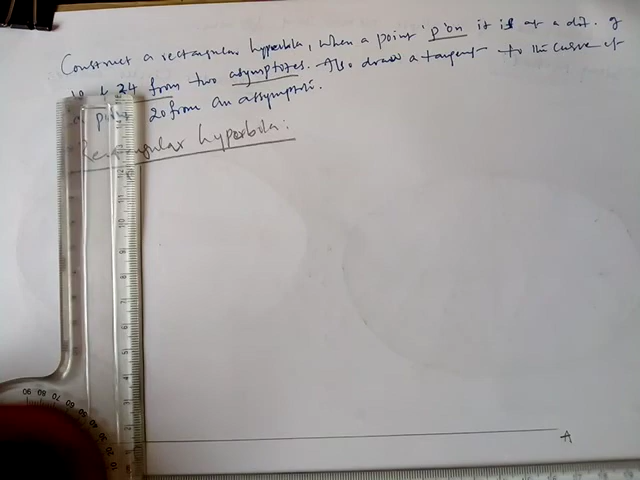 Construct a rectangular hyperbola, when a point 'p' on it is at a dist. of
10 & 24 from two asymptotes. Also draw a tangent to the curve at
point 20 from an assymptote.
Rectangular hyperbola:
A